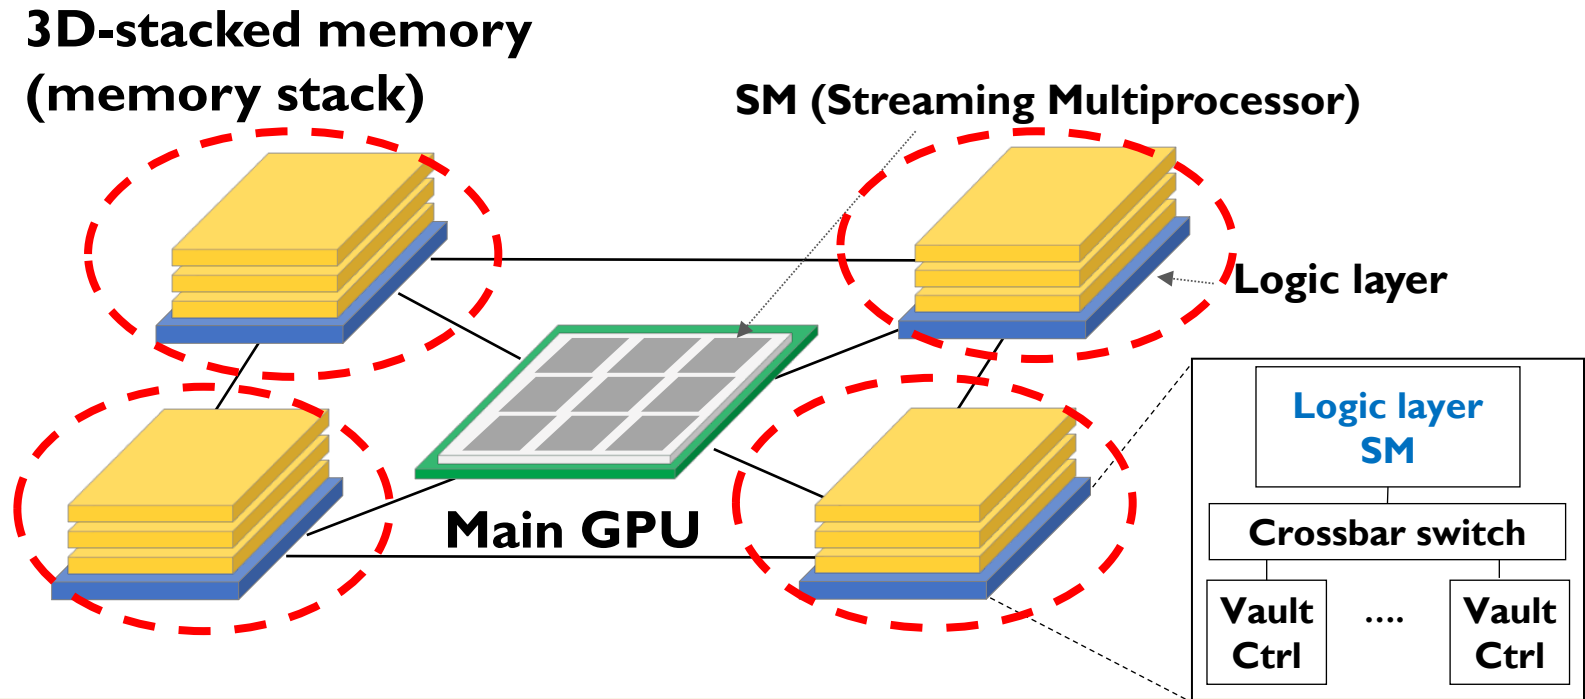 3D-stacked memory
(memory stack)
SM (Streaming Multiprocessor)
Logic layer
Main GPU
Logic layer
SM
Crossbar switch
Vault
Ctrl
....
Vault
Ctrl